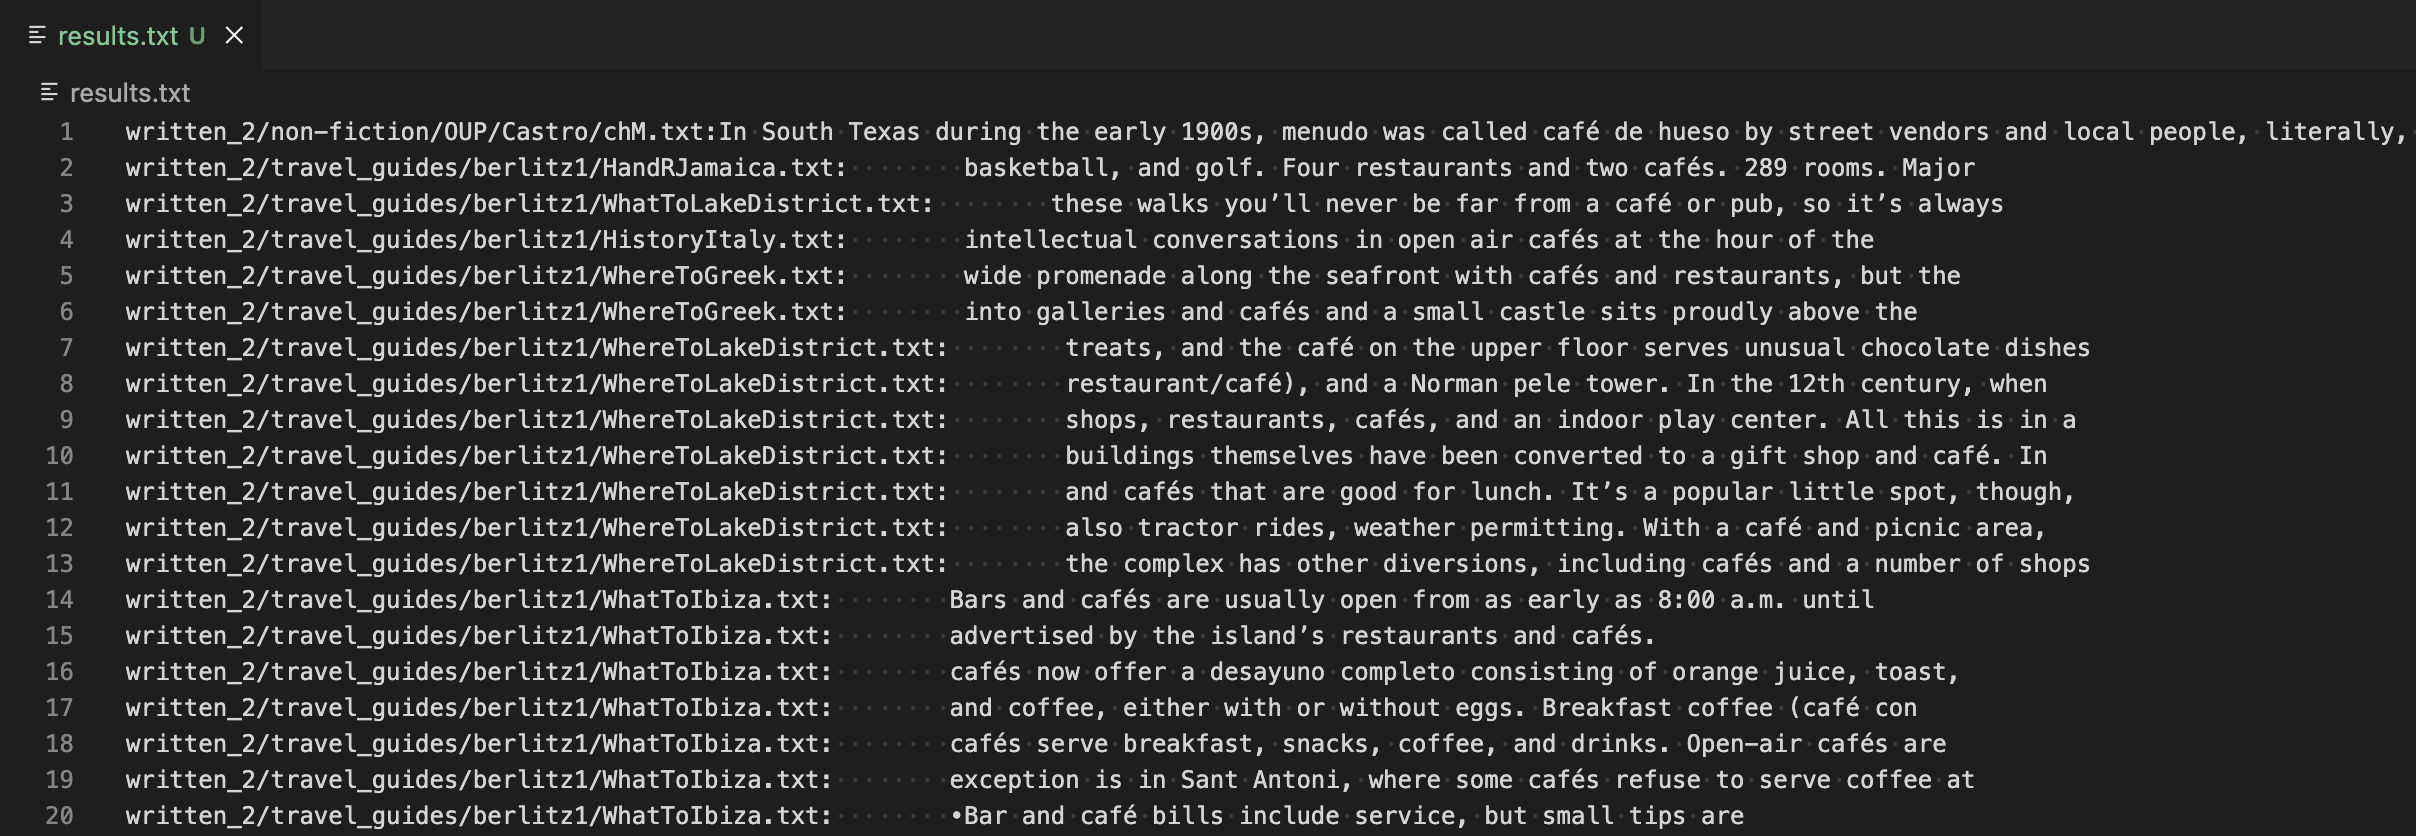 results.txt U
results.txt
1 written_2/non-fiction/OUP/Castro/chM.txt:In South Texas during the early 1900s, menudo was called café de hueso by street vendors and local people, literally,
2 written_2/travel_guides/berlitz1/HandRJamaica.txt:        basketball, and golf. Four restaurants and two cafés. 289 rooms. Major
3 written_2/travel_guides/berlitz1/WhatToLakeDistrict.txt:        these walks you’ll never be far from a café or pub, so it’s always
4 written_2/travel_guides/berlitz1/HistoryItaly.txt:        intellectual conversations in open air cafés at the hour of the
5 written_2/travel_guides/berlitz1/WhereToGreek.txt:        wide promenade along the seafront with cafés and restaurants, but the
6 written_2/travel_guides/berlitz1/WhereToGreek.txt:        into galleries and cafés and a small castle sits proudly above the
7 written_2/travel_guides/berlitz1/WhereToLakeDistrict.txt:        treats, and the café on the upper floor serves unusual chocolate dishes
8 written_2/travel_guides/berlitz1/WhereToLakeDistrict.txt:        restaurant/café), and a Norman pele tower. In the 12th century, when
9 written_2/travel_guides/berlitz1/WhereToLakeDistrict.txt:        shops, restaurants, cafés, and an indoor play center. All this is in a
10 written_2/travel_guides/berlitz1/WhereToLakeDistrict.txt:        buildings themselves have been converted to a gift shop and café. In
11 written_2/travel_guides/berlitz1/WhereToLakeDistrict.txt:        and cafés that are good for lunch. It’s a popular little spot, though,
12 written_2/travel_guides/berlitz1/WhereToLakeDistrict.txt:        also tractor rides, weather permitting. With a café and picnic area,
13 written_2/travel_guides/berlitz1/WhereToLakeDistrict.txt:        the complex has other diversions, including cafés and a number of shops
14 written_2/travel_guides/berlitz1/WhatToIbiza.txt:        Bars and cafés are usually open from as early as 8:00 a.m. until
15 written_2/travel_guides/berlitz1/WhatToIbiza.txt:        advertised by the island’s restaurants and cafés.
16 written_2/travel_guides/berlitz1/WhatToIbiza.txt:        cafés now offer a desayuno completo consisting of orange juice, toast,
17 written_2/travel_guides/berlitz1/WhatToIbiza.txt:        and coffee, either with or without eggs. Breakfast coffee (café con
18 written_2/travel_guides/berlitz1/WhatToIbiza.txt:        cafés serve breakfast, snacks, coffee, and drinks. Open-air cafés are
19 written_2/travel_guides/berlitz1/WhatToIbiza.txt:        exception is in Sant Antoni, where some cafés refuse to serve coffee at
20 written_2/travel_guides/berlitz1/WhatToIbiza.txt:        •Bar and café bills include service, but small tips are